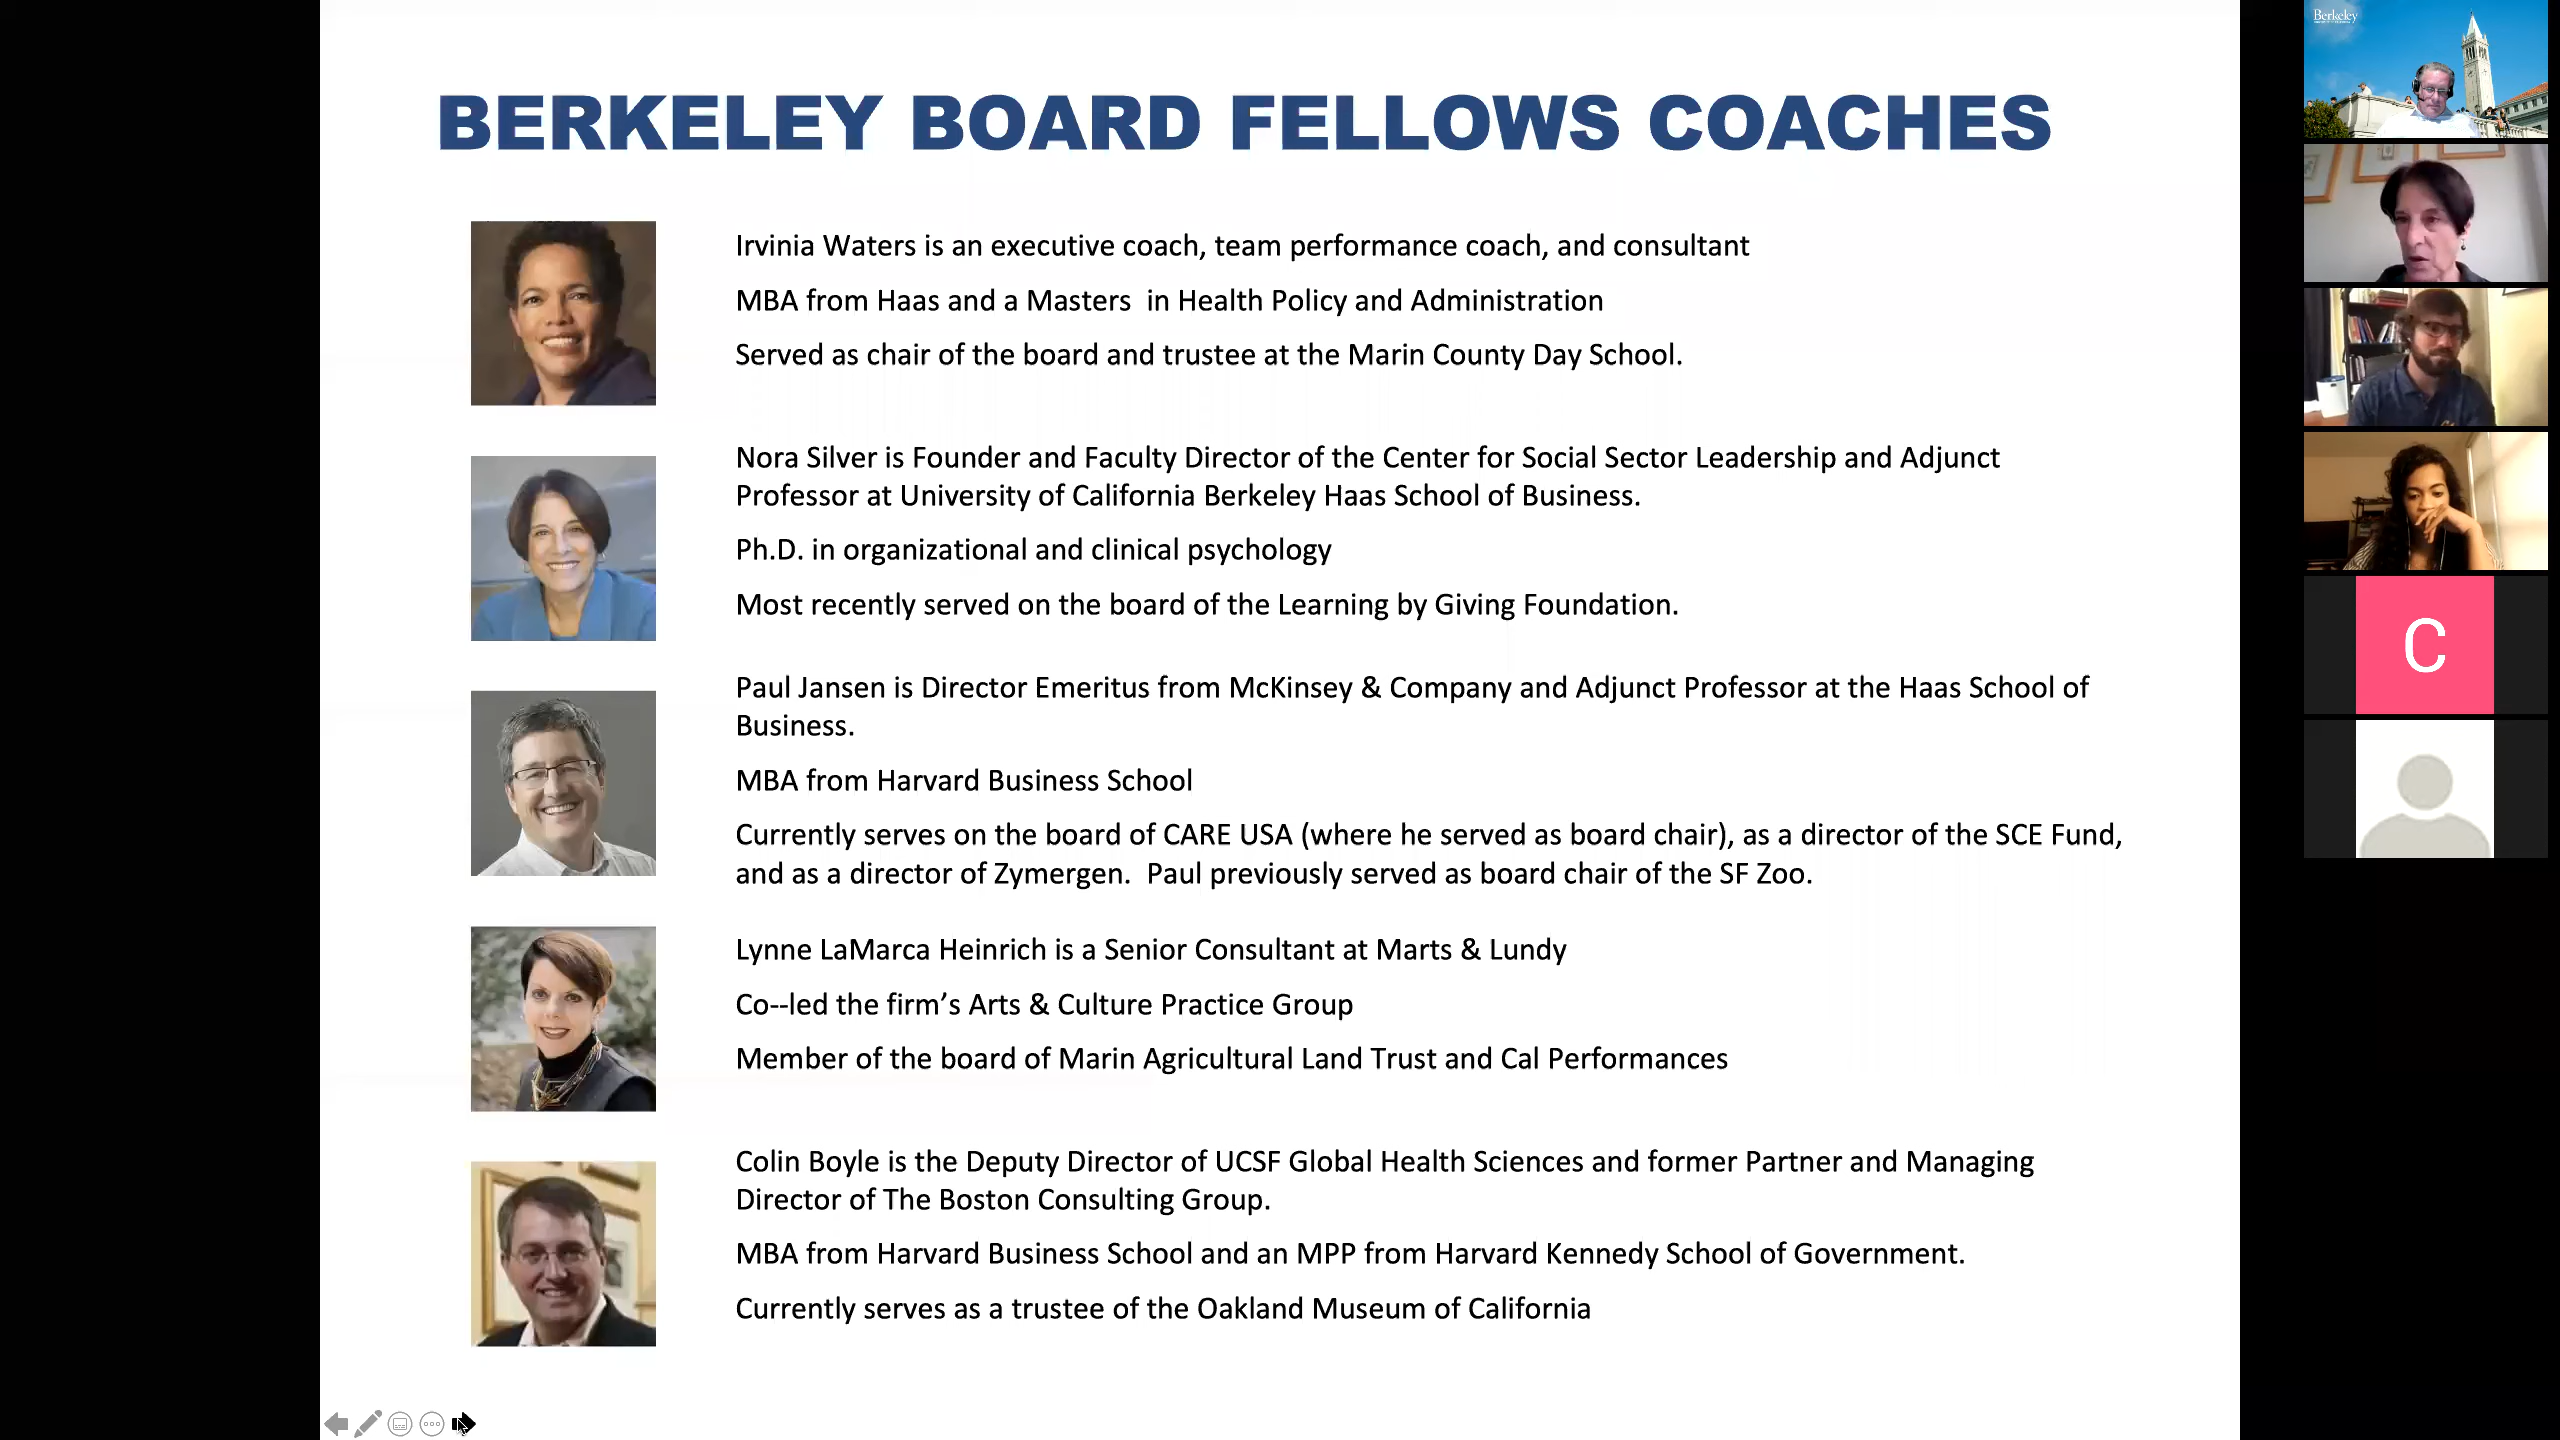 BERKELEY BOARD FELLOWS COACHES
Irvinia Waters is an executive coach, team performance coach, and consultant
MBA from Haas and a Masters  in Health Policy and Administration
Served as chair of the board and trustee at the Marin County Day School.
Nora Silver is Founder and Faculty Director of the Center for Social Sector Leadership and Adjunct
Professor at University of California Berkeley Haas School of Business.
Ph.D. in organizational and clinical psychology
Most recently served on the board of the Learning by Giving Foundation.
Paul Jansen is Director Emeritus from McKinsey & Company and Adjunct Professor at the Haas School of
Business.
MBA from Harvard Business School
Currently serves on the board of CARE USA (where he served as board chair), as a director of the SCE Fund,
and as a director of Zymergen.  Paul previously served as board chair of the SF Zoo.
Lynne LaMarca Heinrich is a Senior Consultant at Marts & Lundy
Co--led the firm’s Arts & Culture Practice Group
Member of the board of Marin Agricultural Land Trust and Cal Performances
Colin Boyle is the Deputy Director of UCSF Global Health Sciences and former Partner and Managing
Director of The Boston Consulting Group.
MBA from Harvard Business School and an MPP from Harvard Kennedy School of Government.
Currently serves as a trustee of the Oakland Museum of California
Berkeley
C